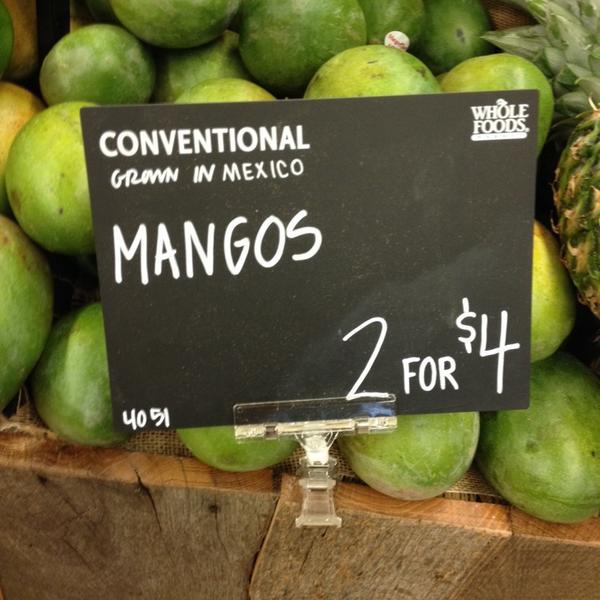 CONVENTIONAL
WHOLE
FOODS
GROWN IN MEXICO
MANGOS
2 FOR $4
4051